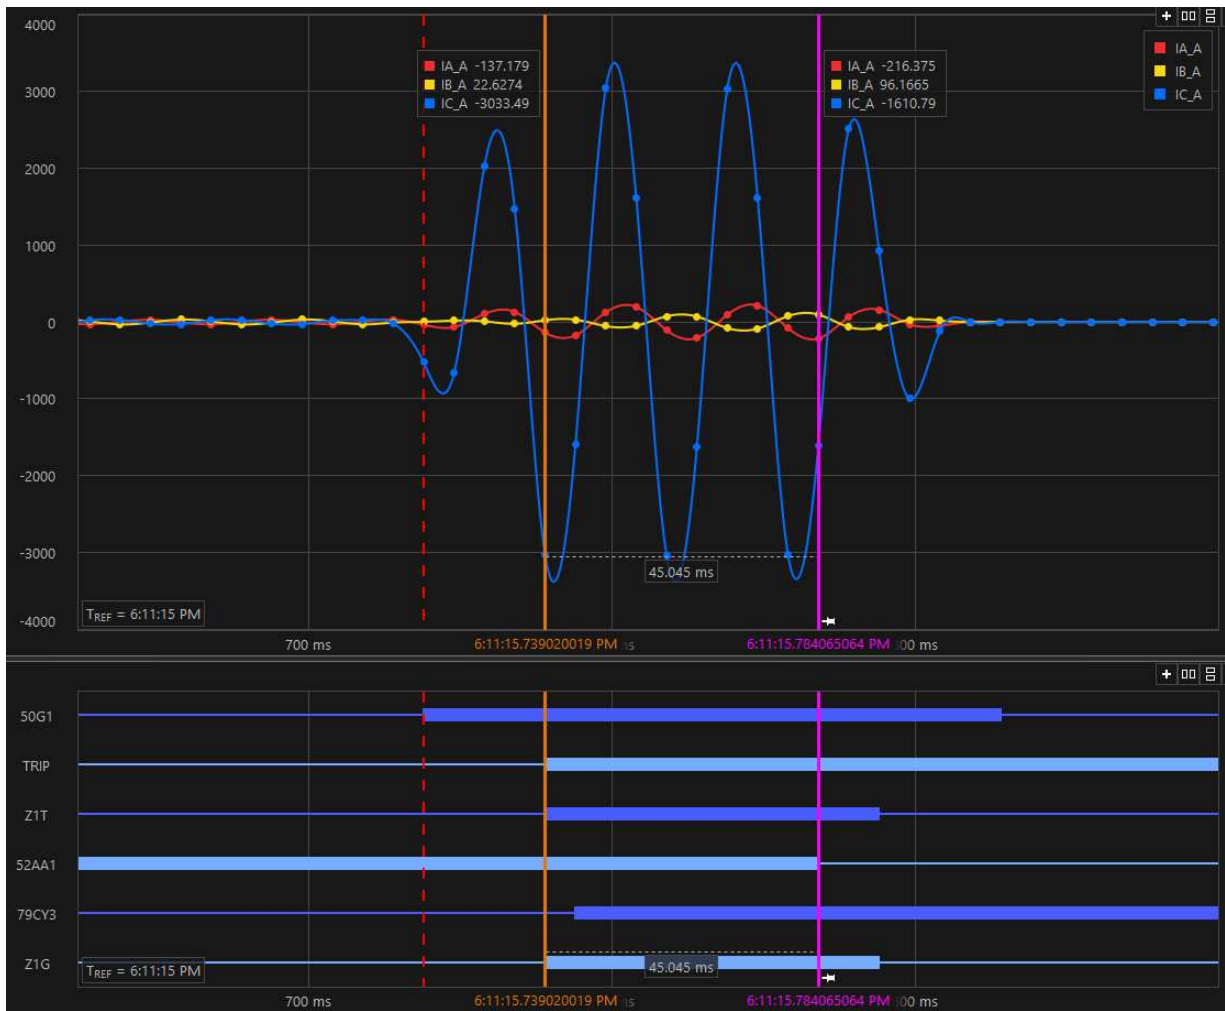 4000
3000
2000
1000
0
-1000
-2000
-3000
-4000
IA_A -137.179
IB_A 22.6274
IC_A -3033.49
IA_A -216.375
IB_A 96.1665
IC_A -1610.79
IA_A
IB_A
IC_A
45.045 ms
TREF = 6:11:15 PM
700 ms
6:11:15.739020019 PM
6:11:15.784065064 PM
00 ms
50G1
TRIP
Z1T
52AA1
79CY3
Z1G
TREF = 6:11:15 PM
45.045 ms
700 ms
6:11:15.739020019 PM
6:11:15.784065064 PM
00 ms